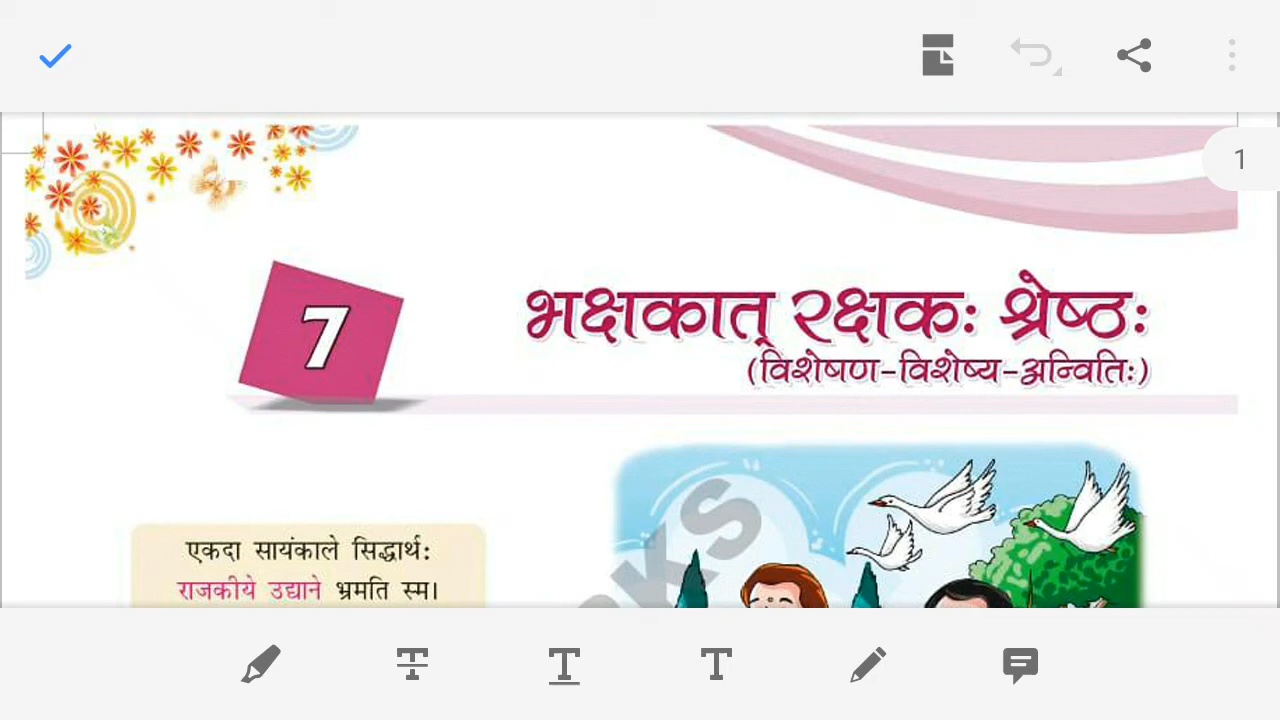 1
7
भक्षकात् रक्षकः श्रेष्ठः
(विशेषण-विशेष्य-अन्वितिः)
एकदा सायंकाले सिद्धार्थः
राजकीये उद्याने भ्रमति स्म।